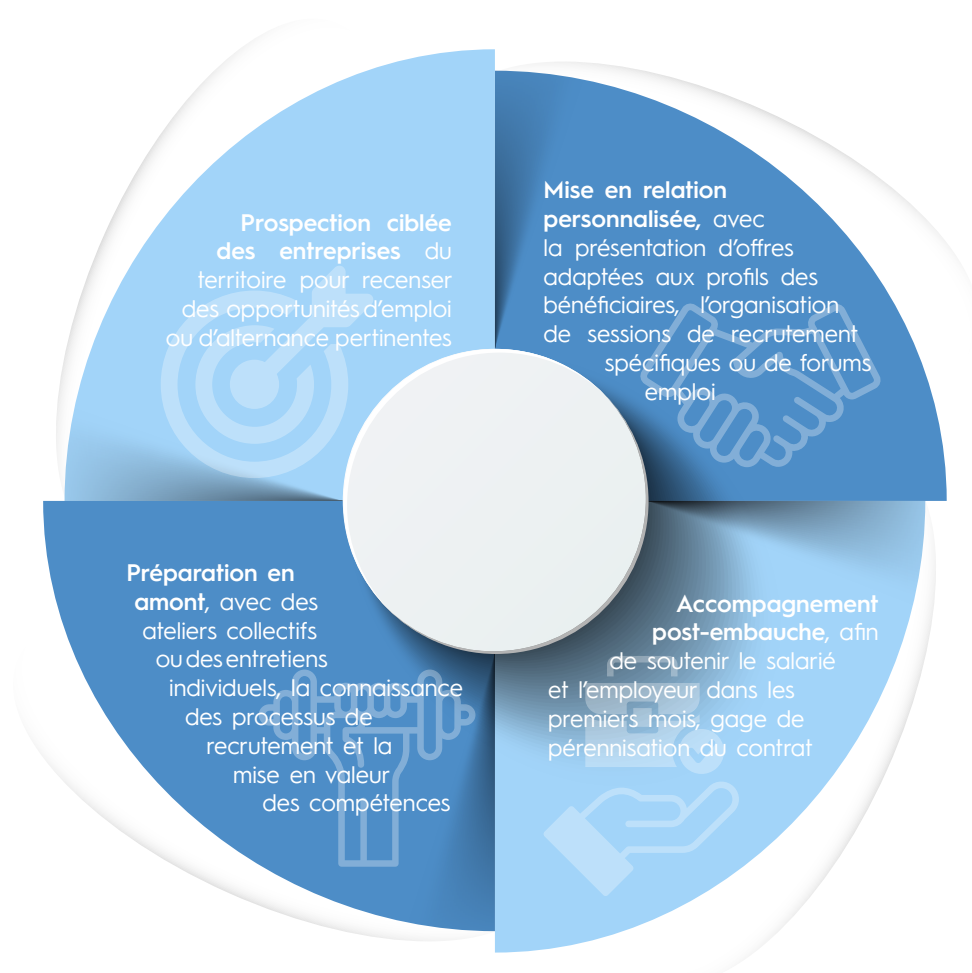 Prospection ciblée
des entreprises du
territoire pour recenser
des opportunités d'emploi
ou d'alternance pertinentes
Mise en relation
personnalisée, avec
la présentation d'offres
adaptées aux profils des
bénéficiaires, l'organisation
de sessions de recrutement
spécifiques ou de forums
emploi
Préparation en
amont, avec des
ateliers collectifs
ou des entretiens
individuels, la connaissance
des processus de
recrutement et la
mise en valeur
des compétences
Accompagnement
post-embauche, afin
de soutenir le salarié
et l'employeur dans les
premiers mois, gage de
pérennisation du contrat